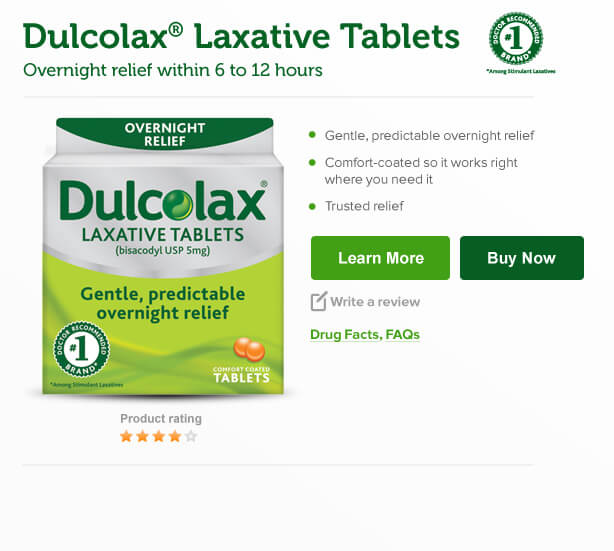 Dulcolax® Laxative Tablets
Overnight relief within 6 to 12 hours
DOCTOR RECOMMENDED
#1
BRAND*
*Among Stimulant Laxatives
OVERNIGHT
RELIEF
Dulcolax®
LAXATIVE TABLETS
(bisacodyl USP 5mg)
Gentle, predictable
overnight relief
DOCTOR RECOMMENDED
#1
BRAND*
*Among Stimulant Laxatives
COMFORT COATED
TABLETS
Product rating
Gentle, predictable overnight relief
Comfort-coated so it works right
where you need it
Trusted relief
Learn More
Buy Now
Write a review
Drug Facts, FAQs